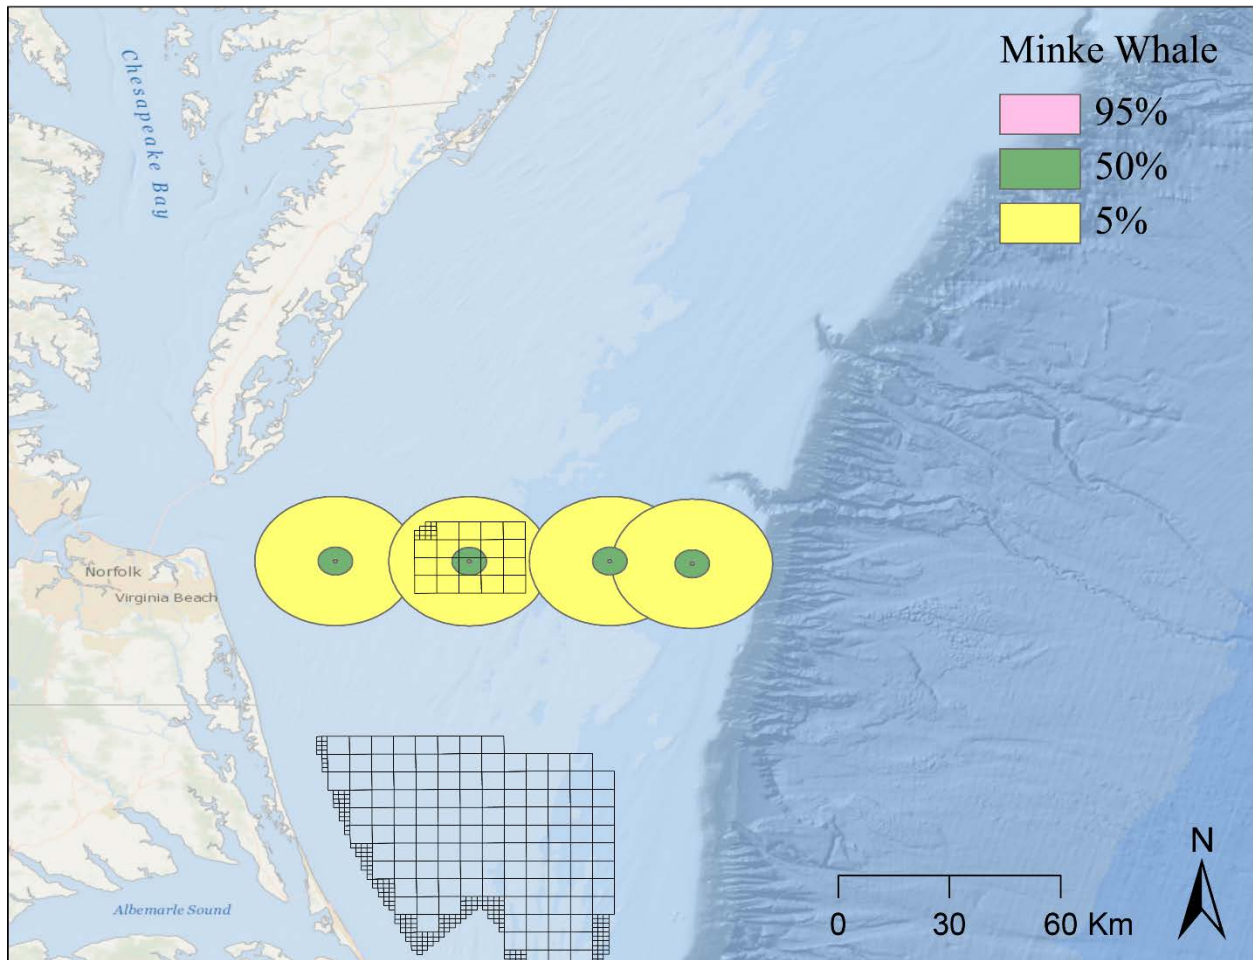 Minke Whale
95%
50%
5%
Chesapeake Bay
Norfolk
Virginia Beach
Albemarle Sound
N
0 30 60 Km